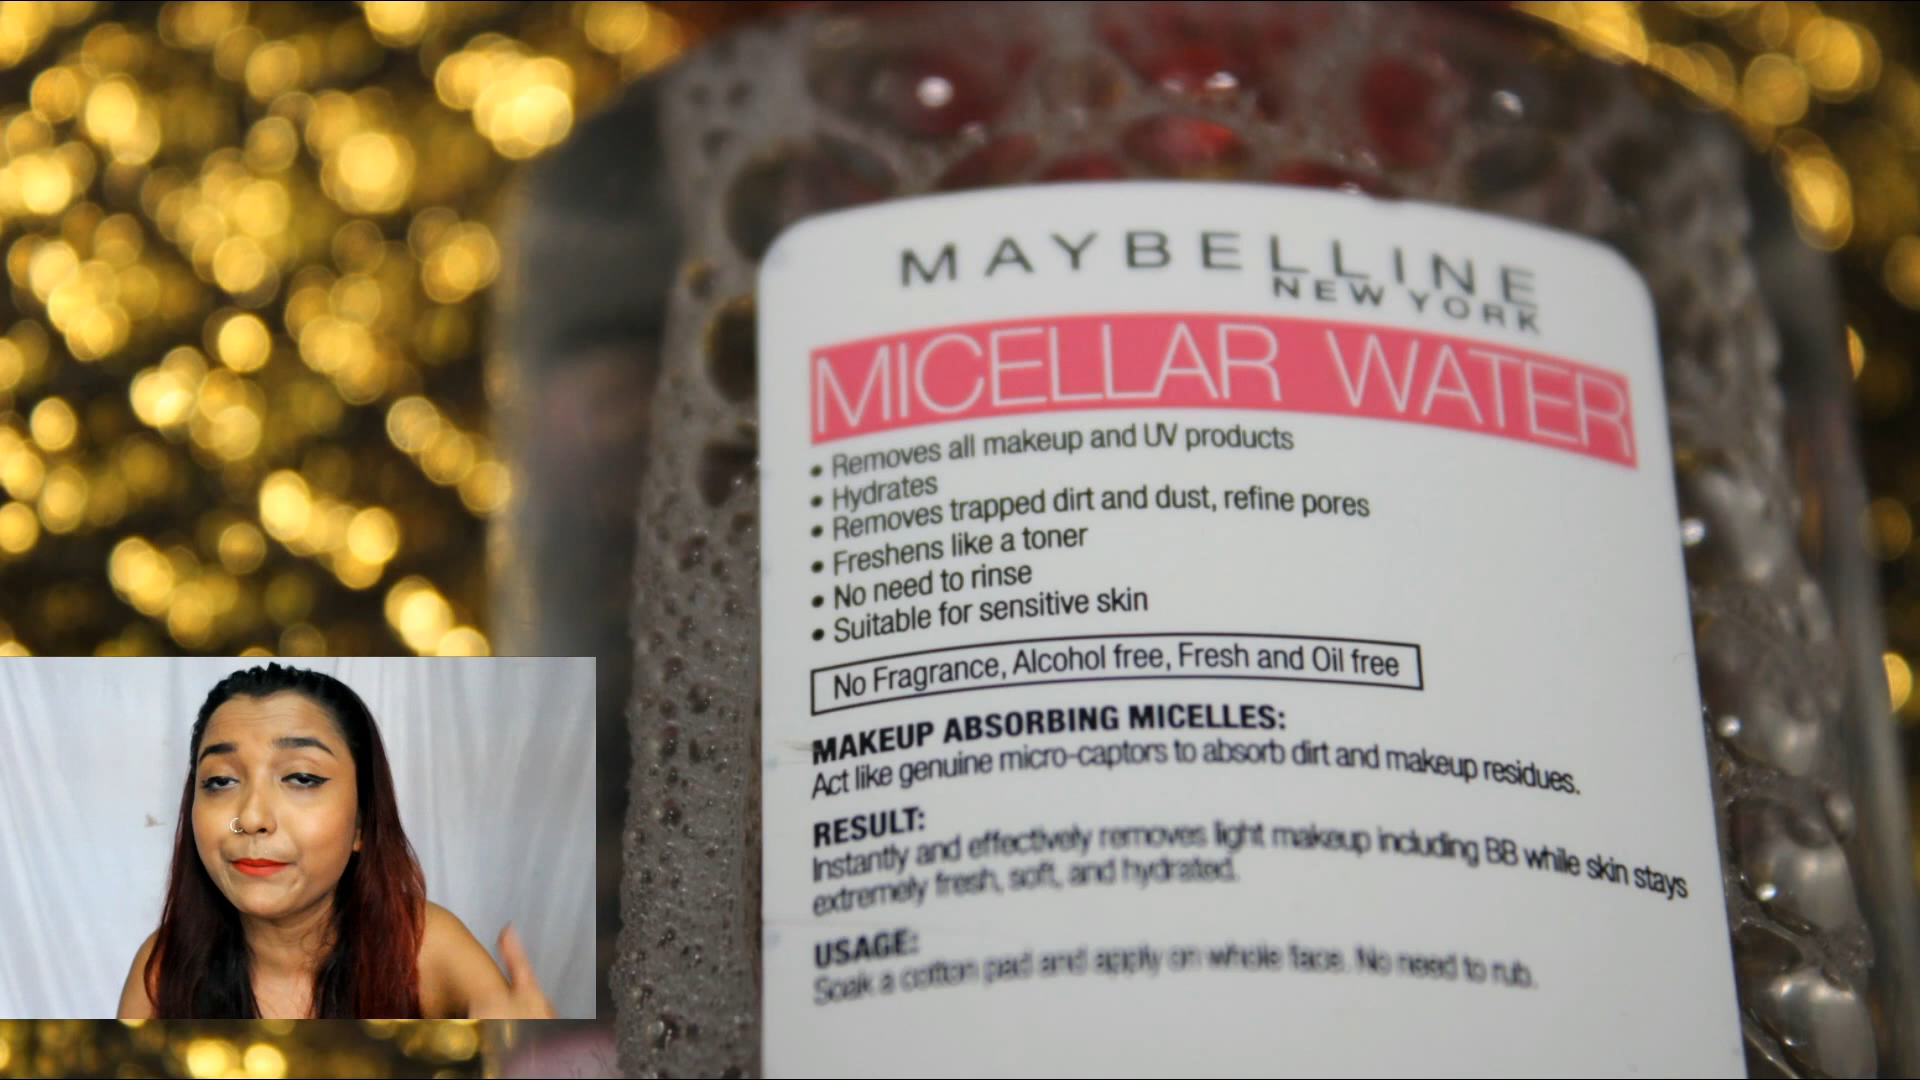 MAYBELLINE
NEW YORK
MICELLAR WATER
• Removes all makeup and UV products
• Hydrates
• Removes trapped dirt and dust, refine pores
• Freshens like a toner
• No need to rinse
• Suitable for sensitive skin
No Fragrance, Alcohol free, Fresh and Oil free
MAKEUP ABSORBING MICELLES:
Act like genuine micro-captors to absorb dirt and makeup residues.
RESULT:
Instantly and effectively removes light makeup including BB while skin stays
extremely fresh, soft, and hydrated.
USAGE:
Soak a cotton pad and apply on whole face. No need to rub.